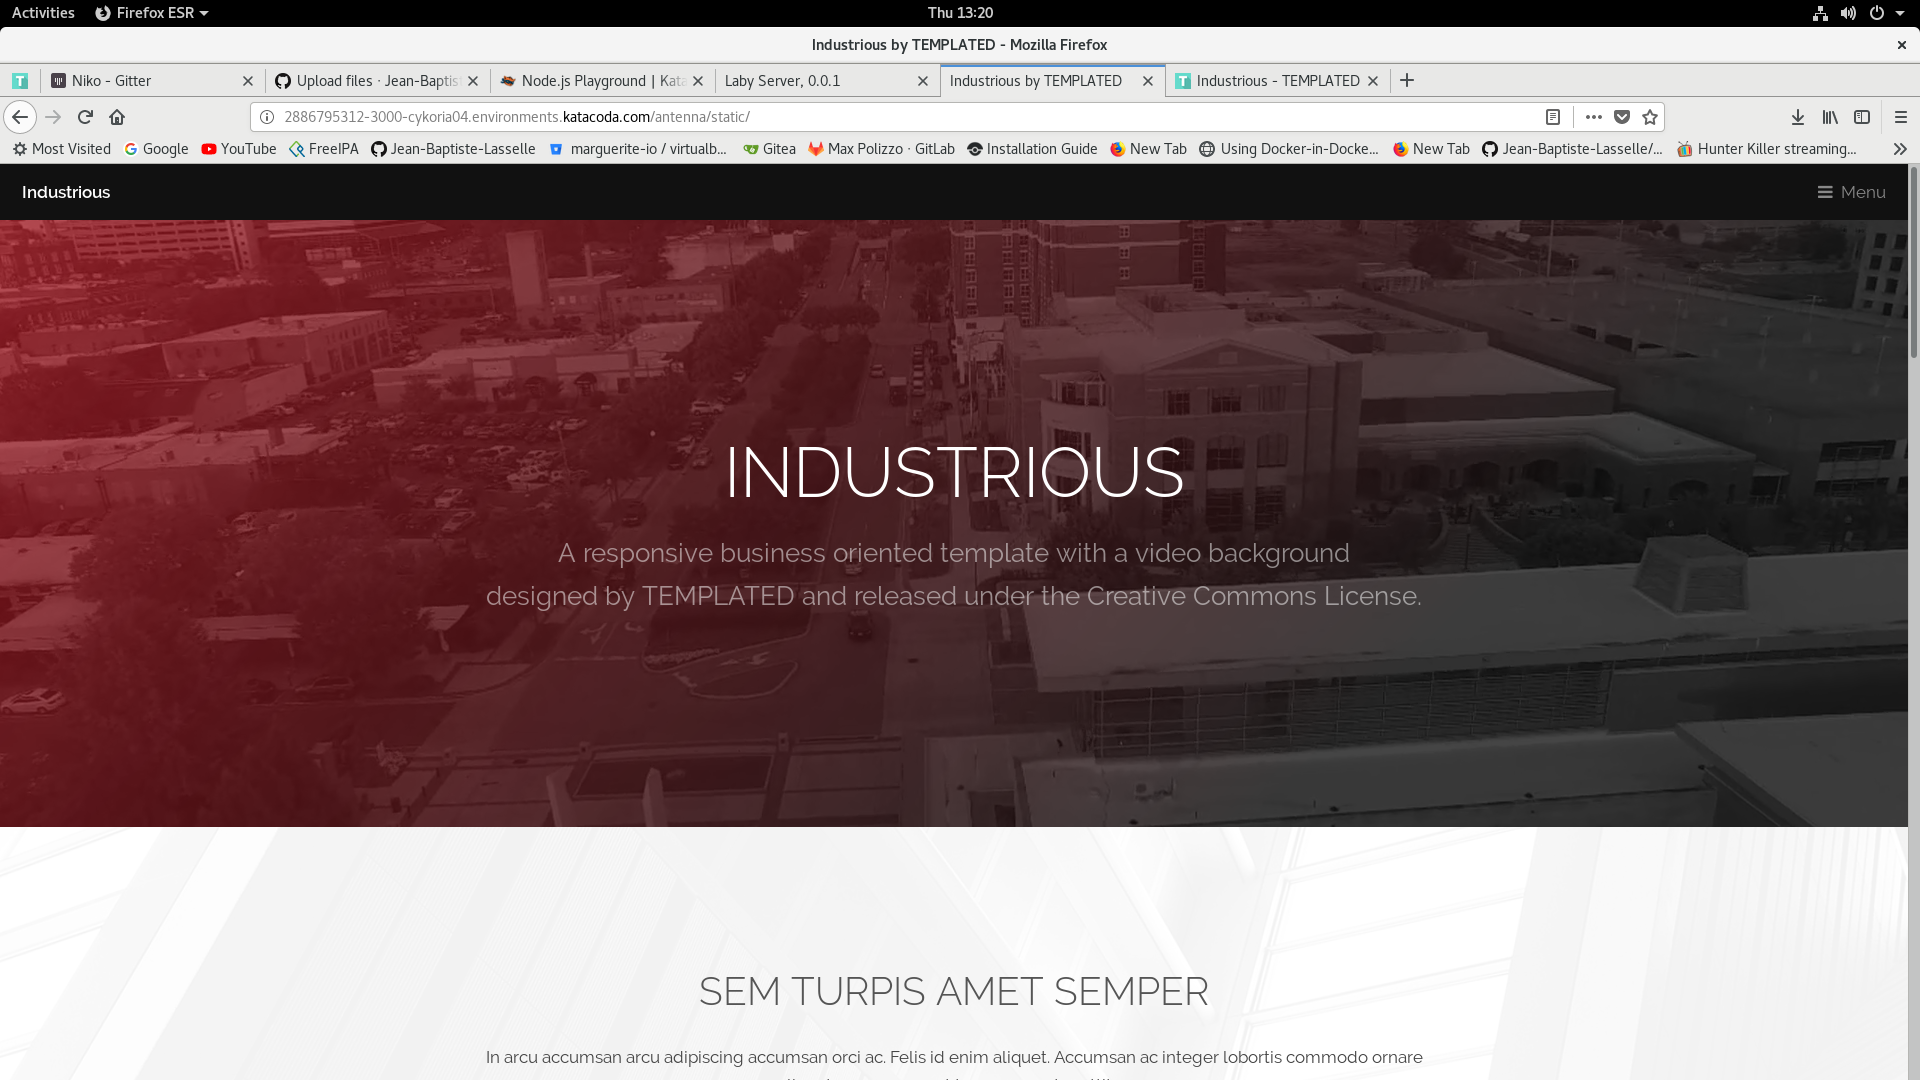 Activities
Firefox ESR
Thu 13:20
Industrious by TEMPLATED - Mozilla Firefox
Niko - Gitter
Upload files · Jean-Baptis
Node.js Playground | Kata
Laby Server, 0.0.1
Industrious by TEMPLATED
Industrious - TEMPLATED
2886795312-3000-cykoria04.environments.katacoda.com/antenna/static/
Most Visited
Google
YouTube
FreeIPA
Jean-Baptiste-Lasselle
marguerite-io / virtualb...
Gitea
Max Polizzo · GitLab
Installation Guide
New Tab
Using Docker-in-Docke...
New Tab
Jean-Baptiste-Lasselle/...
Hunter Killer streaming...
Industrious
Menu
INDUSTRIOUS
A responsive business oriented template with a video background
designed by TEMPLATED and released under the Creative Commons License.
SEM TURPIS AMET SEMPER
In arcu accumsan arcu adipiscing accumsan orci ac. Felis id enim aliquet. Accumsan ac integer lobortis commodo ornare